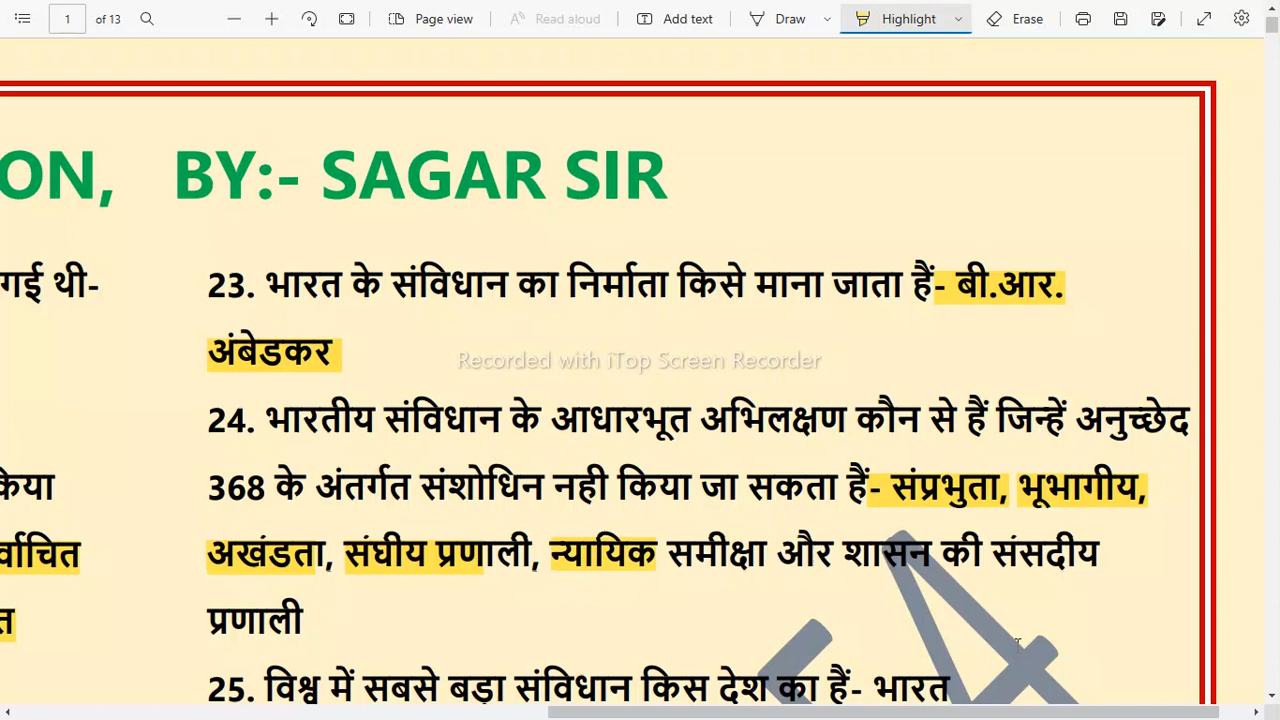 1 of 13 Page view Read aloud Add text Draw Highlight Erase
ON, BY:- SAGAR SIR
गई थी-
23. भारत के संविधान का निर्माता किसे माना जाता हैं- बी.आर.
अंबेडकर
Recorded with iTop Screen Recorder
24. भारतीय संविधान के आधारभूत अभिलक्षण कौन से हैं जिन्हें अनुच्छेद
किया
368 के अंतर्गत संशोधिन नही किया जा सकता हैं- संप्रभुता, भूभागीय,
र्वाचित
अखंडता, संघीय प्रणाली, न्यायिक समीक्षा और शासन की संसदीय
त
प्रणाली
25. विश्व में सबसे बड़ा संविधान किस देश का हैं- भारत